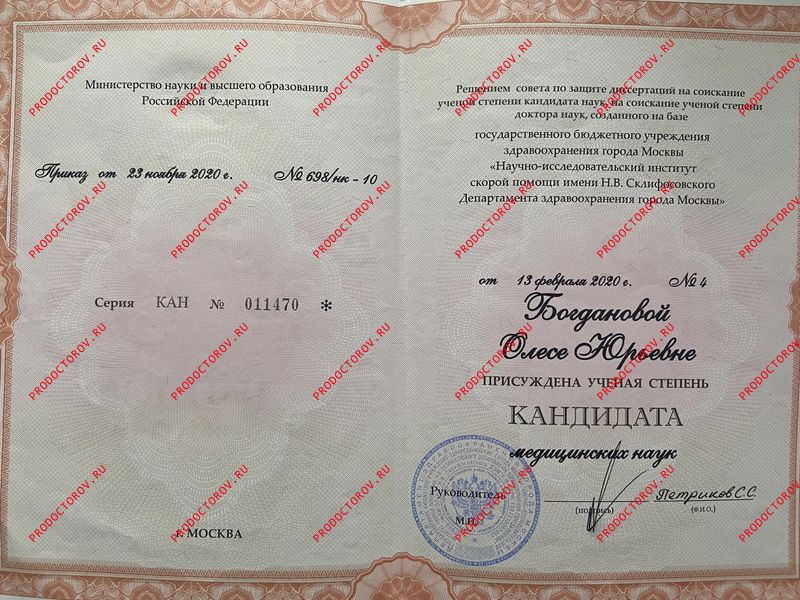 Министерство науки и высшего образования
Российской Федерации
Приказ от 23 ноября 2020 г. № 698/нк - 10
Серия КАН № 011470 *
г. МОСКВА
Решением совета по защите диссертаций на соискание
ученой степени кандидата наук, на соискание ученой степени
доктора наук, созданного на базе
государственного бюджетного учреждения
здравоохранения города Москвы
«Научно-исследовательский институт
скорой помощи имени Н.В. Склифосовского
Департамента здравоохранения города Москвы»
от 13 февраля 2020 г. № 4
Богдановой
Олесе Юрьевне
ПРИСУЖДЕНА УЧЕНАЯ СТЕПЕНЬ
КАНДИДАТА
медицинских наук
Руководитель
Петриков С.С.
(подпись) (ф.и.о.)
М.П.
PRODOCTOROV.RU